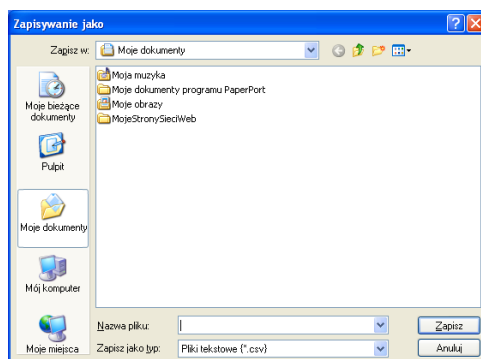 Zapisywanie jako
Zapisz w: Moje dokumenty
Moje bieżące
dokumenty
Pulpit
Moje dokumenty
Mój komputer
Moje miejsca
Moja muzyka
Moje dokumenty programu PaperPort
Moje obrazy
MojeStronySieciWeb
Nazwa pliku: Zapisz
Zapisz jako typ: Pliki tekstowe {*.csv} Anuluj